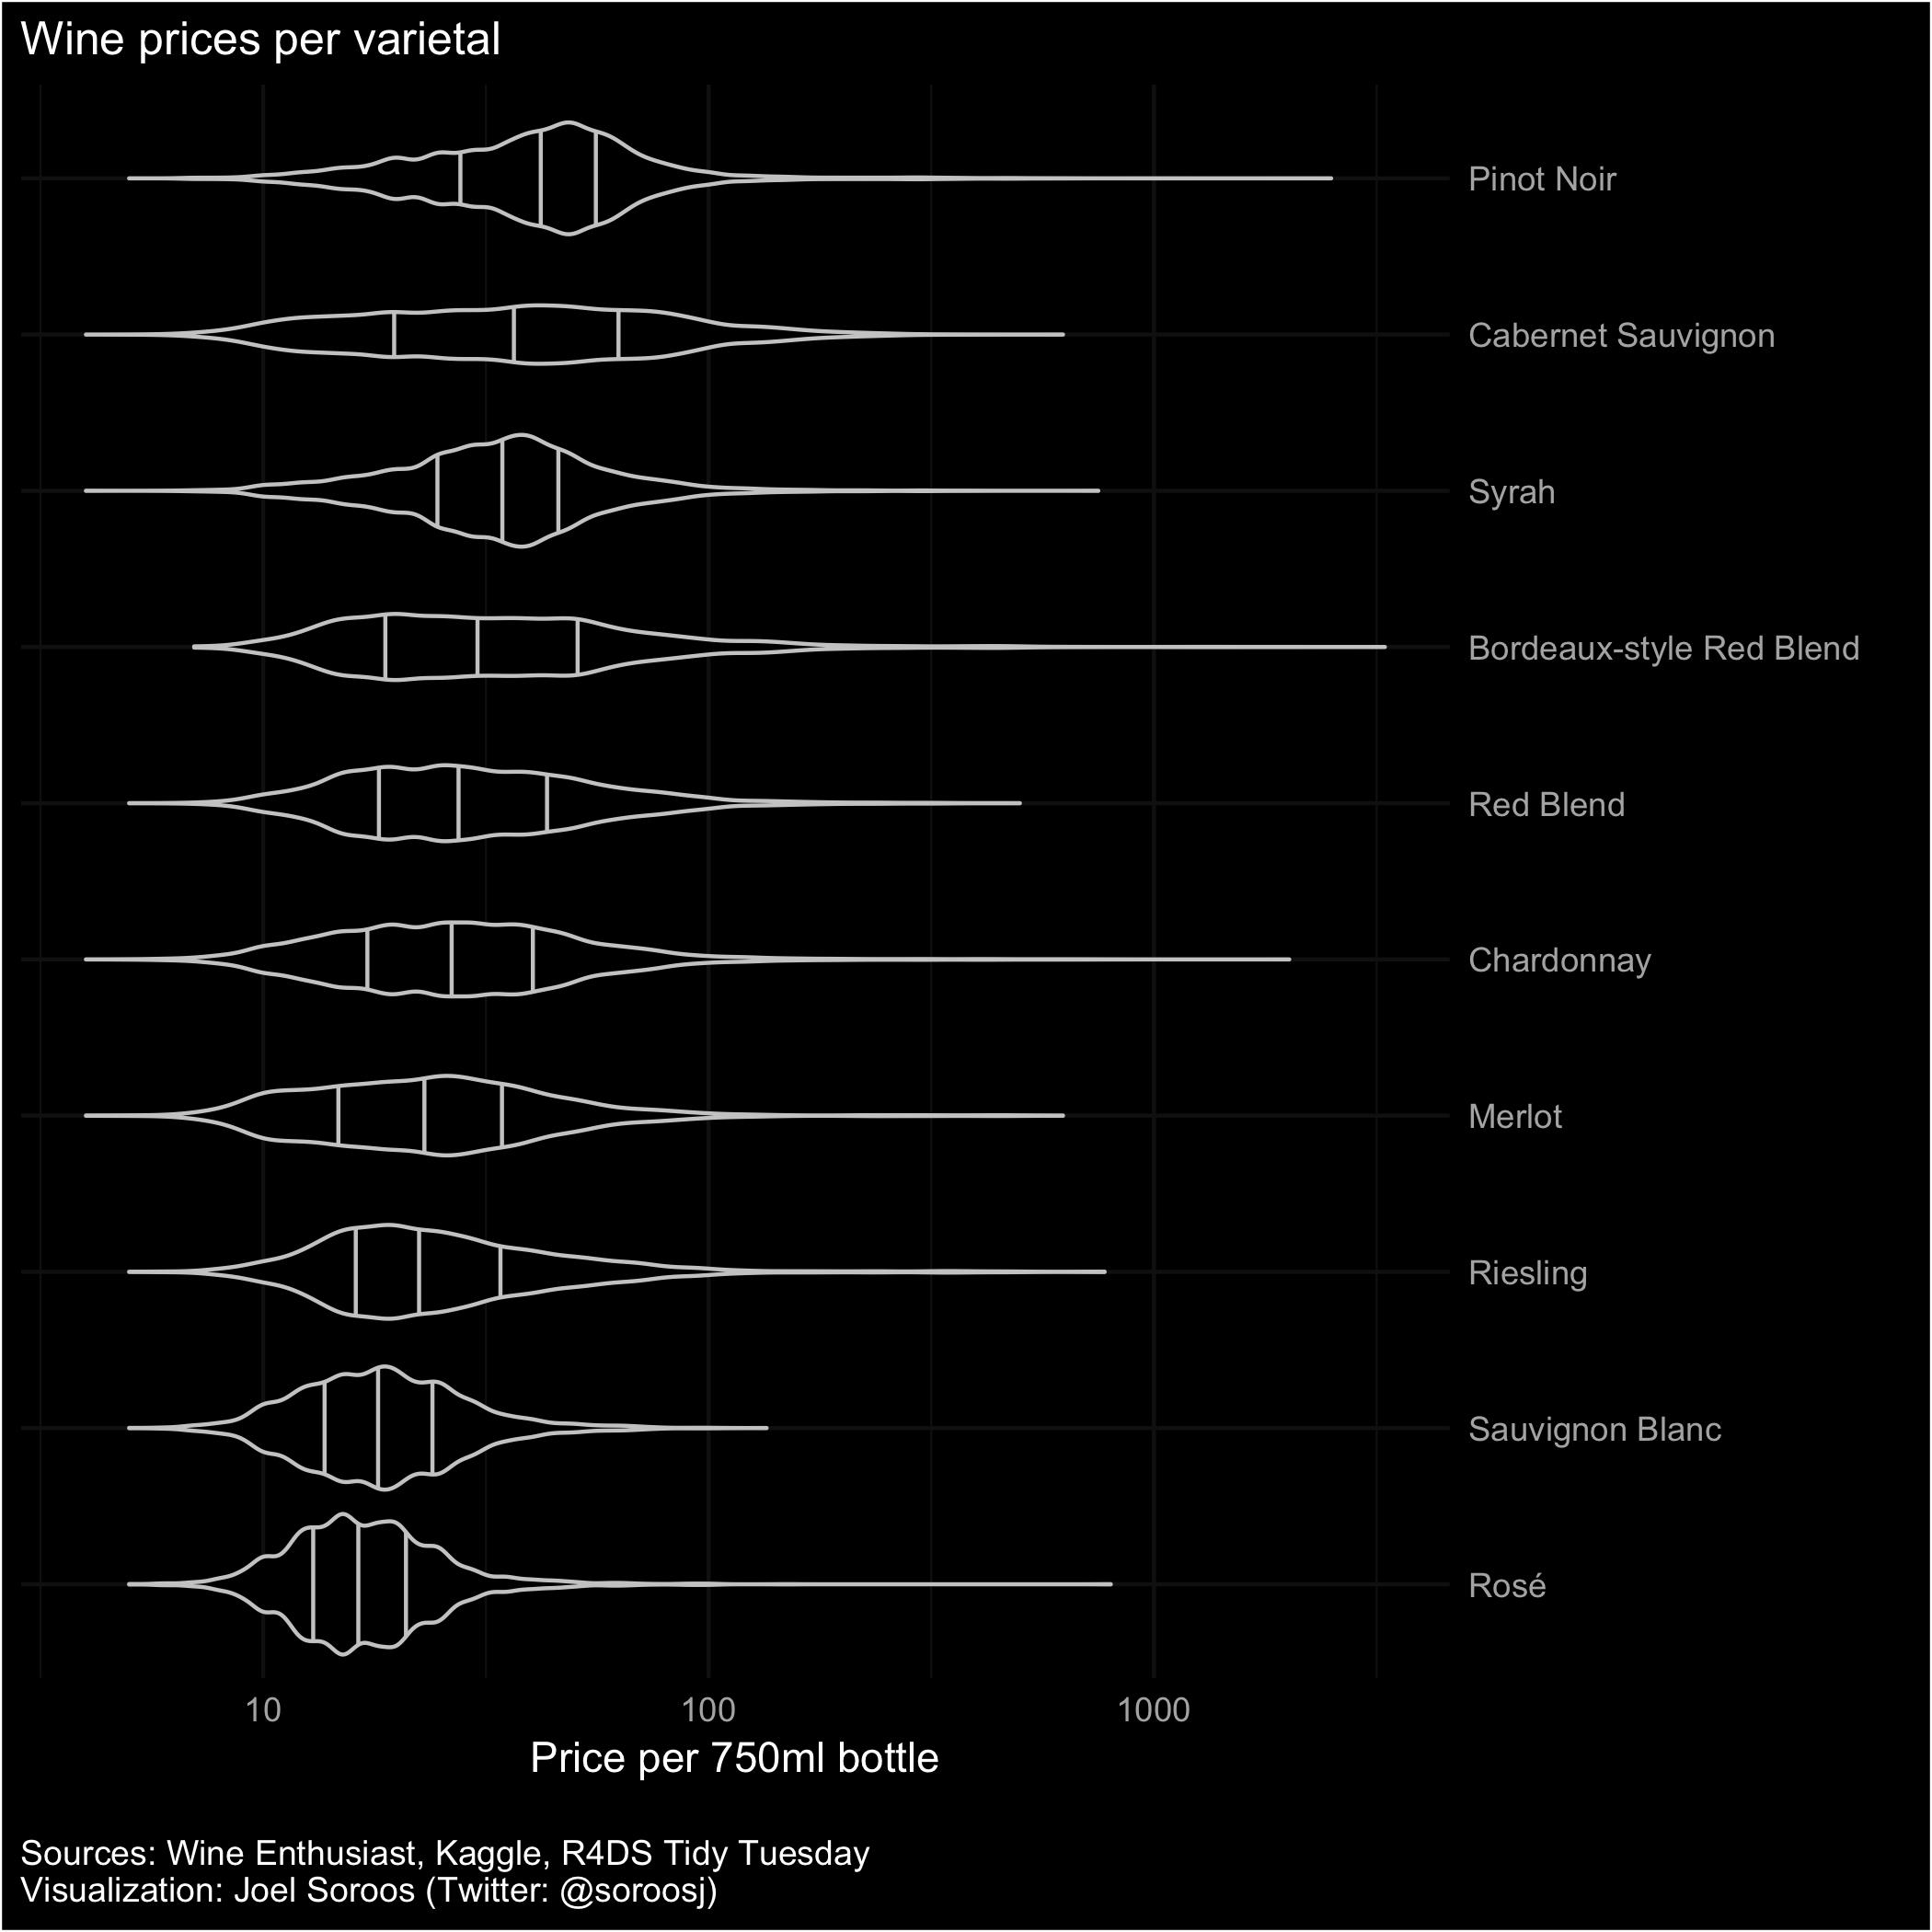 Wine prices per varietal
Pinot Noir
Cabernet Sauvignon
Syrah
Bordeaux-style Red Blend
Red Blend
Chardonnay
Merlot
Riesling
Sauvignon Blanc
Rosé
10 100 1000
Price per 750ml bottle
Sources: Wine Enthusiast, Kaggle, R4DS Tidy Tuesday
Visualization: Joel Soroos (Twitter: @soroosj)